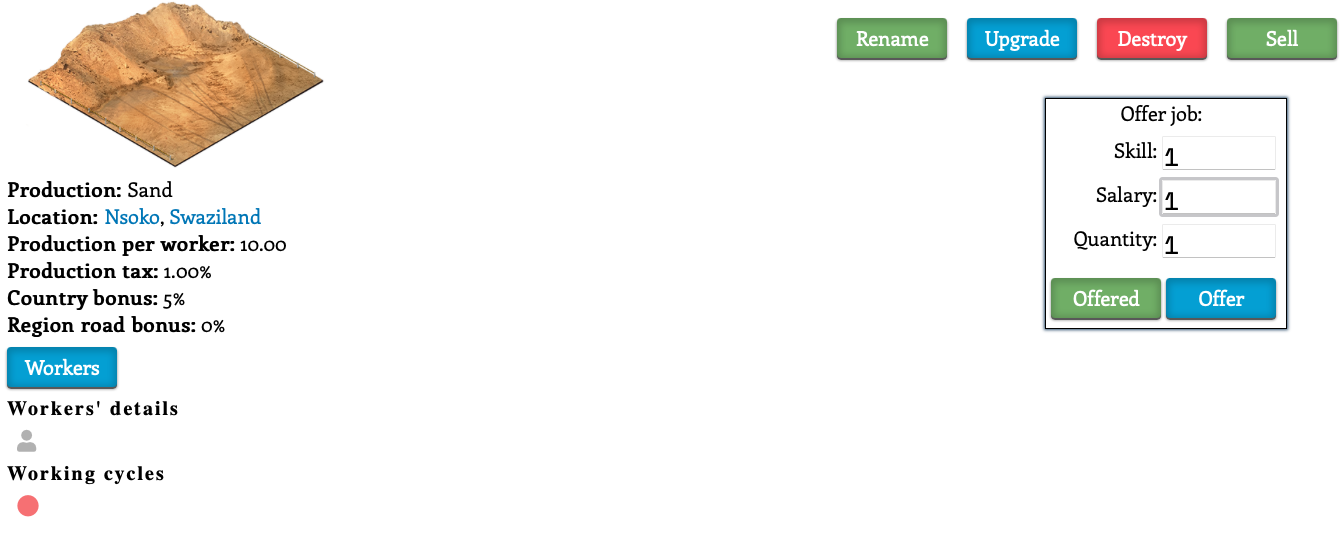 Rename Upgrade Destroy Sell
Offer job:
Skill: 1
Salary: 1
Quantity: 1
Offered Offer
Production: Sand
Location: Nsoko, Swaziland
Production per worker: 10.00
Production tax: 1.00%
Country bonus: 5%
Region road bonus: 0%
Workers
Workers' details
Working cycles